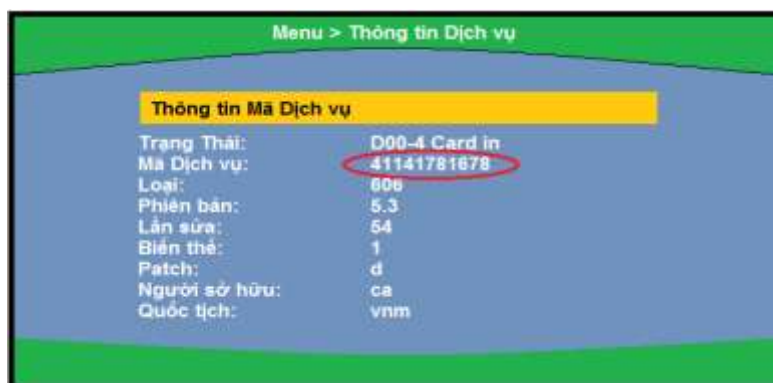 Menu > Thông tin Dịch vụ
Thông tin Mã Dịch vụ
Trạng Thái: D00-4 Card in
Mã Dịch vụ: 41141781678
Loại: 606
Phiên bản: 5.3
Lần sửa: 54
Biến thể: 1
Patch: d
Người sở hữu: ca
Quốc tịch: vnm